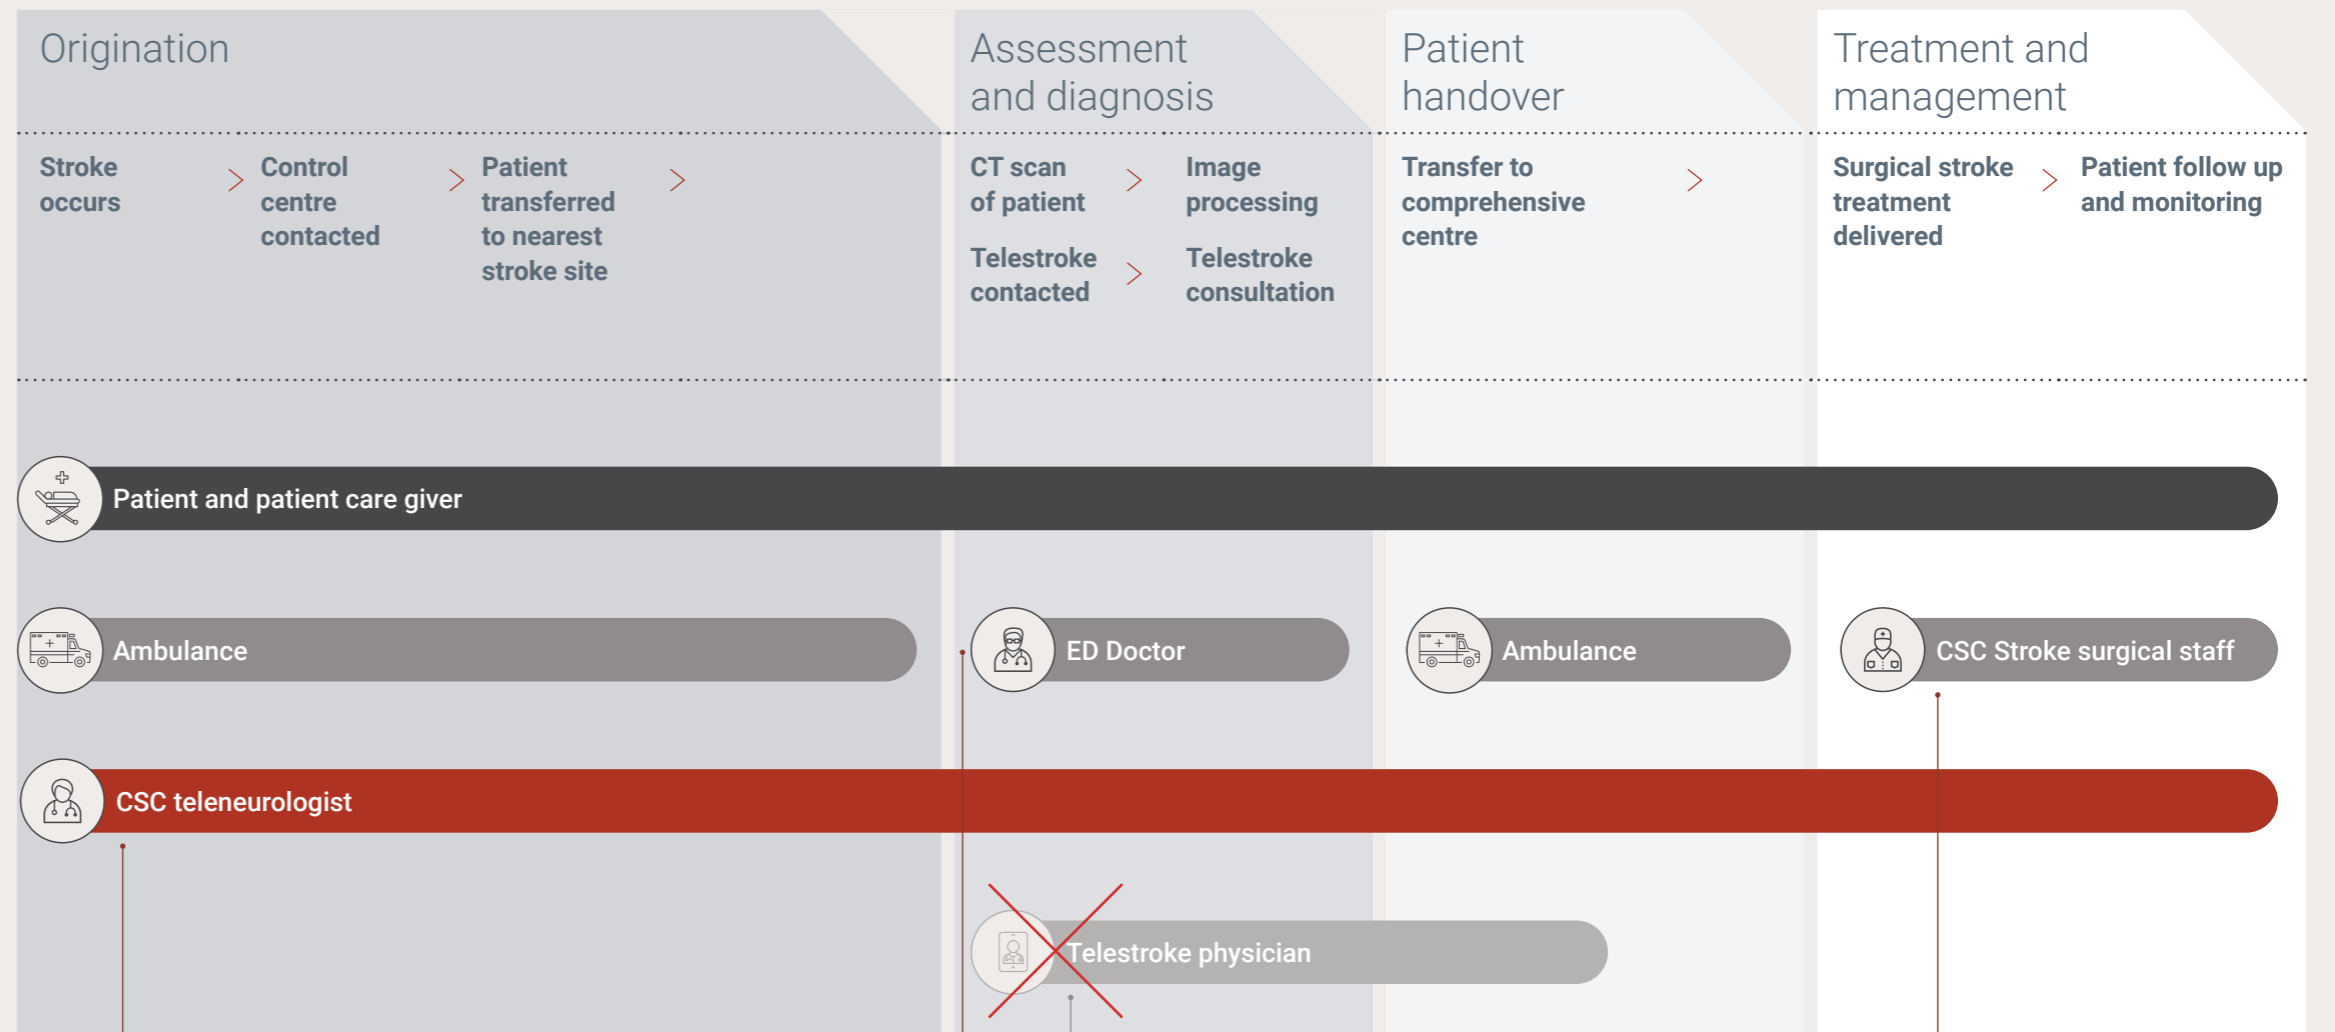 Origination
Stroke
occurs
Control
centre
contacted
Patient
transferred
to nearest
stroke site
Assessment
and diagnosis
CT scan
of patient
Image
processing
Telestroke
contacted
Telestroke
consultation
Patient
handover
Transfer to
comprehensive
centre
Treatment and
management
Surgical stroke
treatment
delivered
Patient follow up
and monitoring
Patient and patient care giver
Ambulance
ED Doctor
Ambulance
CSC Stroke surgical staff
CSC teleneurologist
Telestroke physician